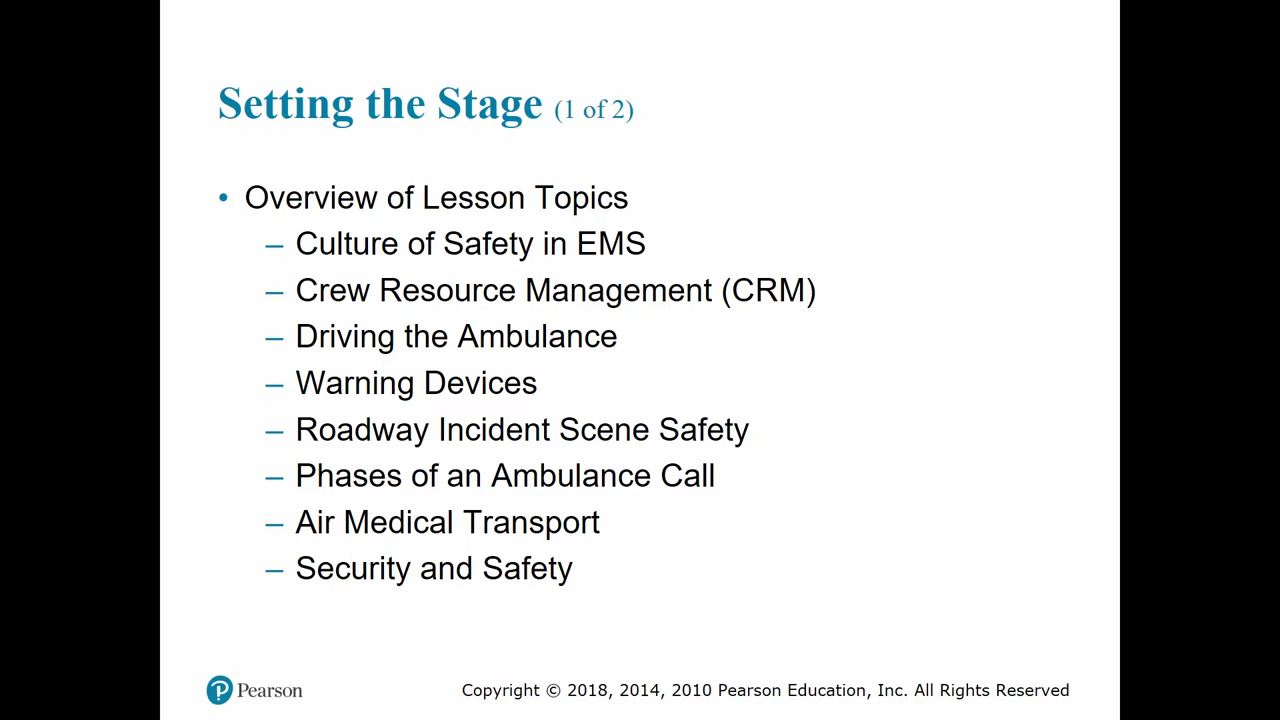 Setting the Stage (1 of 2)
• Overview of Lesson Topics
– Culture of Safety in EMS
– Crew Resource Management (CRM)
– Driving the Ambulance
– Warning Devices
– Roadway Incident Scene Safety
– Phases of an Ambulance Call
– Air Medical Transport
– Security and Safety
Pearson
Copyright © 2018, 2014, 2010 Pearson Education, Inc. All Rights Reserved